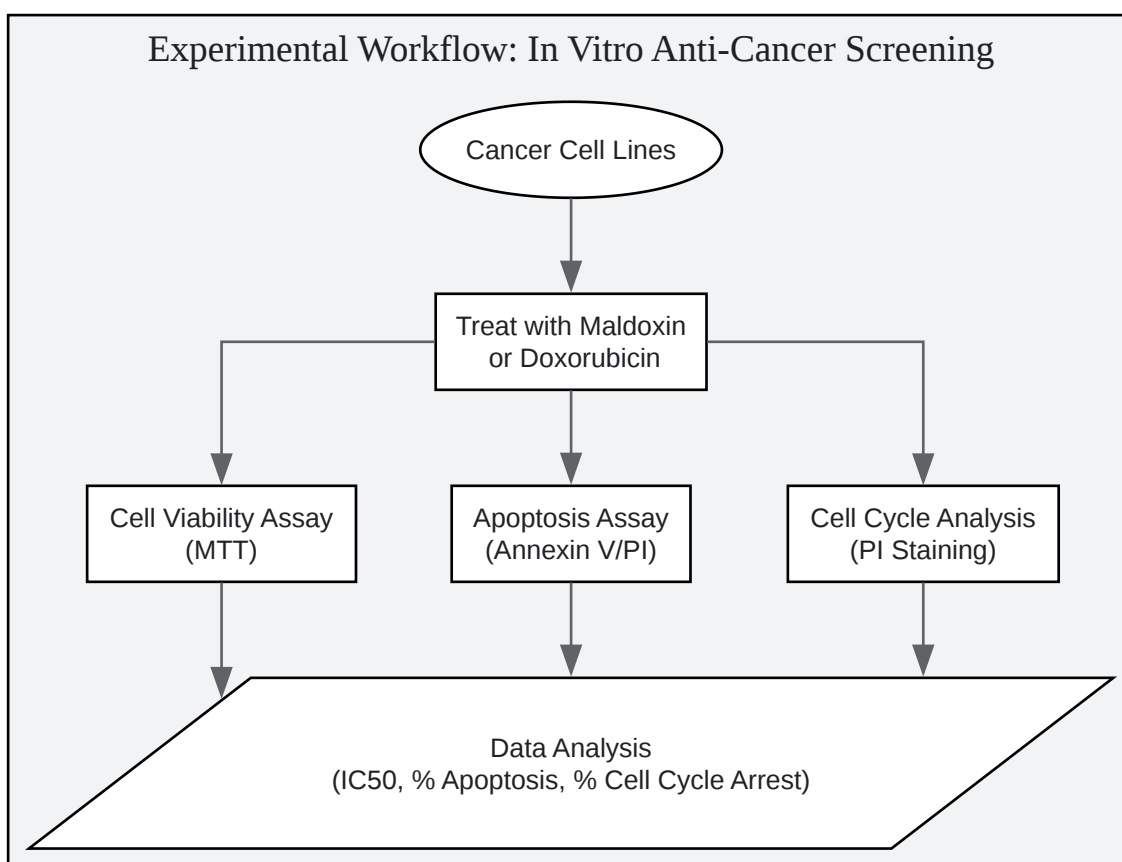 Experimental Workflow: In Vitro Anti-Cancer Screening
Cancer Cell Lines
Treat with Maldoxin
or Doxorubicin
Cell Viability Assay
(MTT)
Apoptosis Assay
(Annexin V/PI)
Cell Cycle Analysis
(PI Staining)
Data Analysis
(IC50, % Apoptosis, % Cell Cycle Arrest)